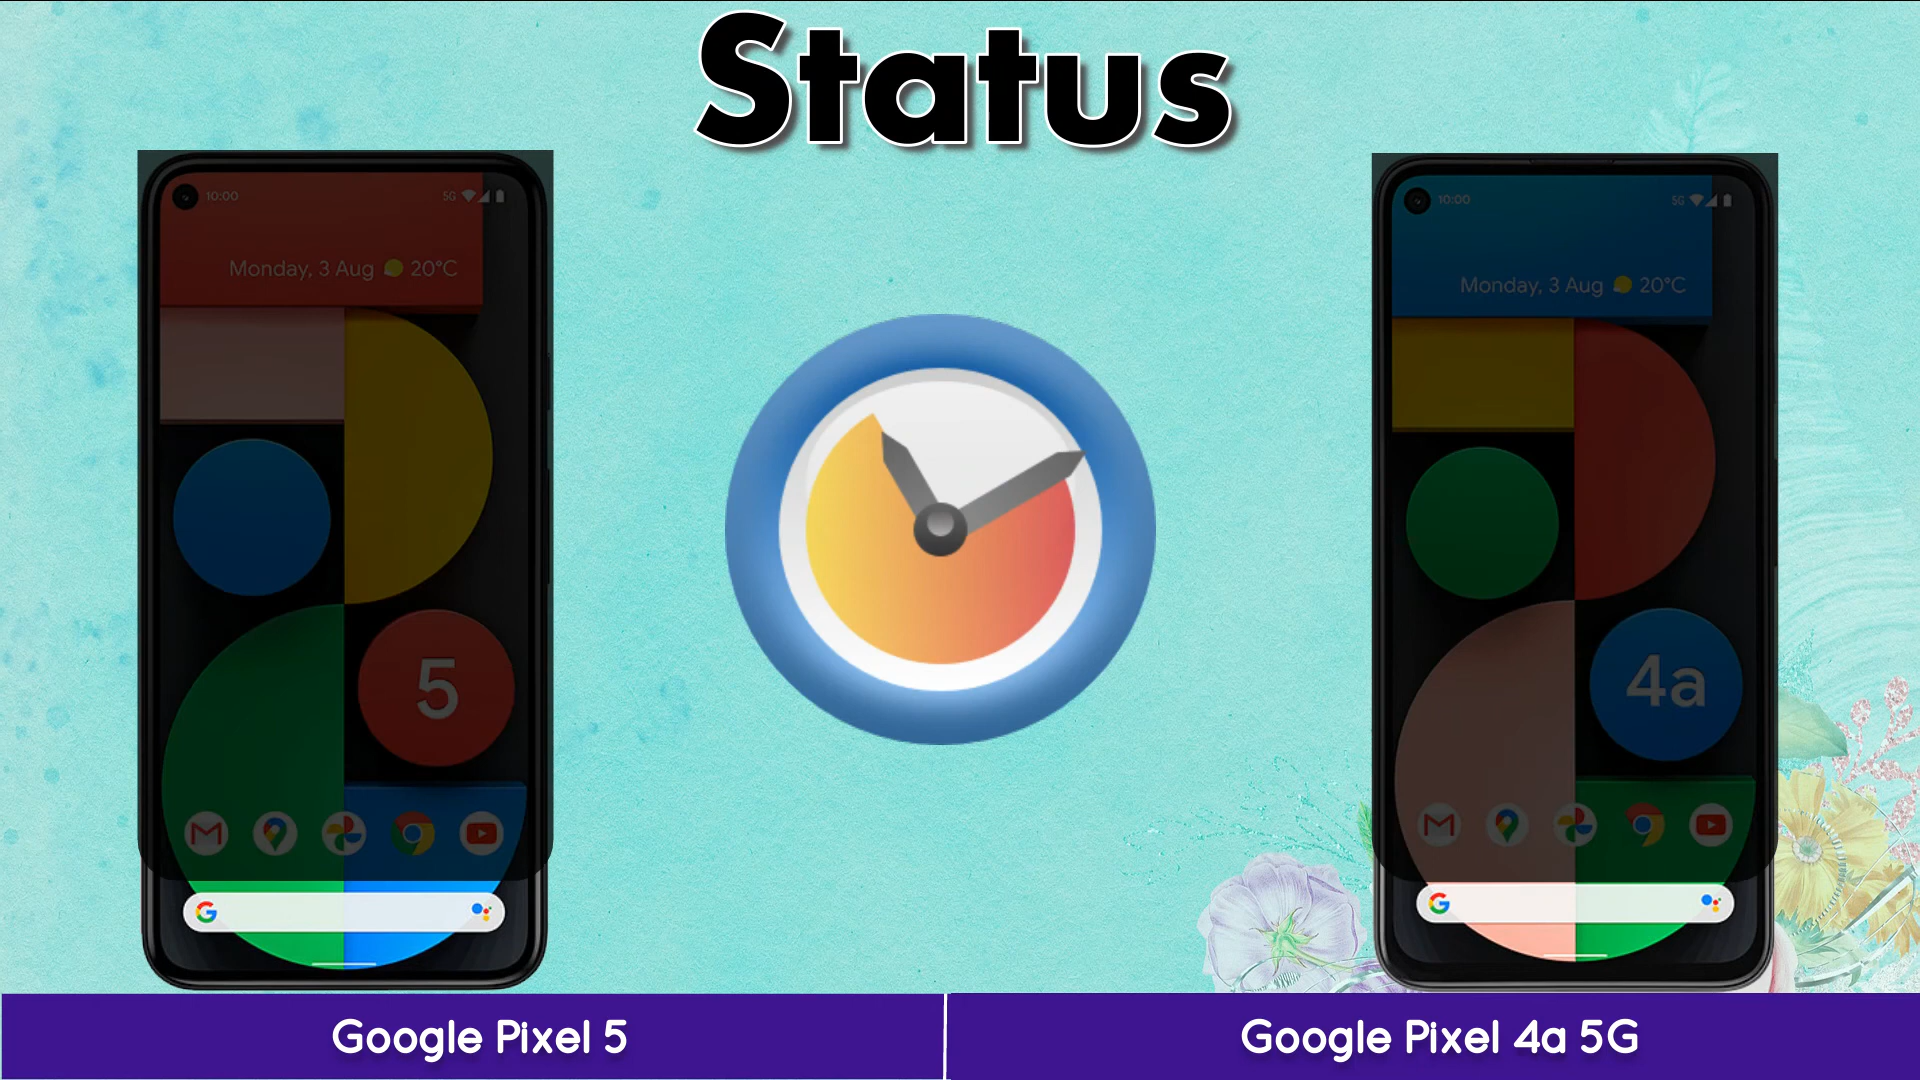 Status
10:00
5G
Monday, 3 Aug 20°C
5
G
10:00
5G
Monday, 3 Aug 20°C
4a
G
Google Pixel 5
Google Pixel 4a 5G